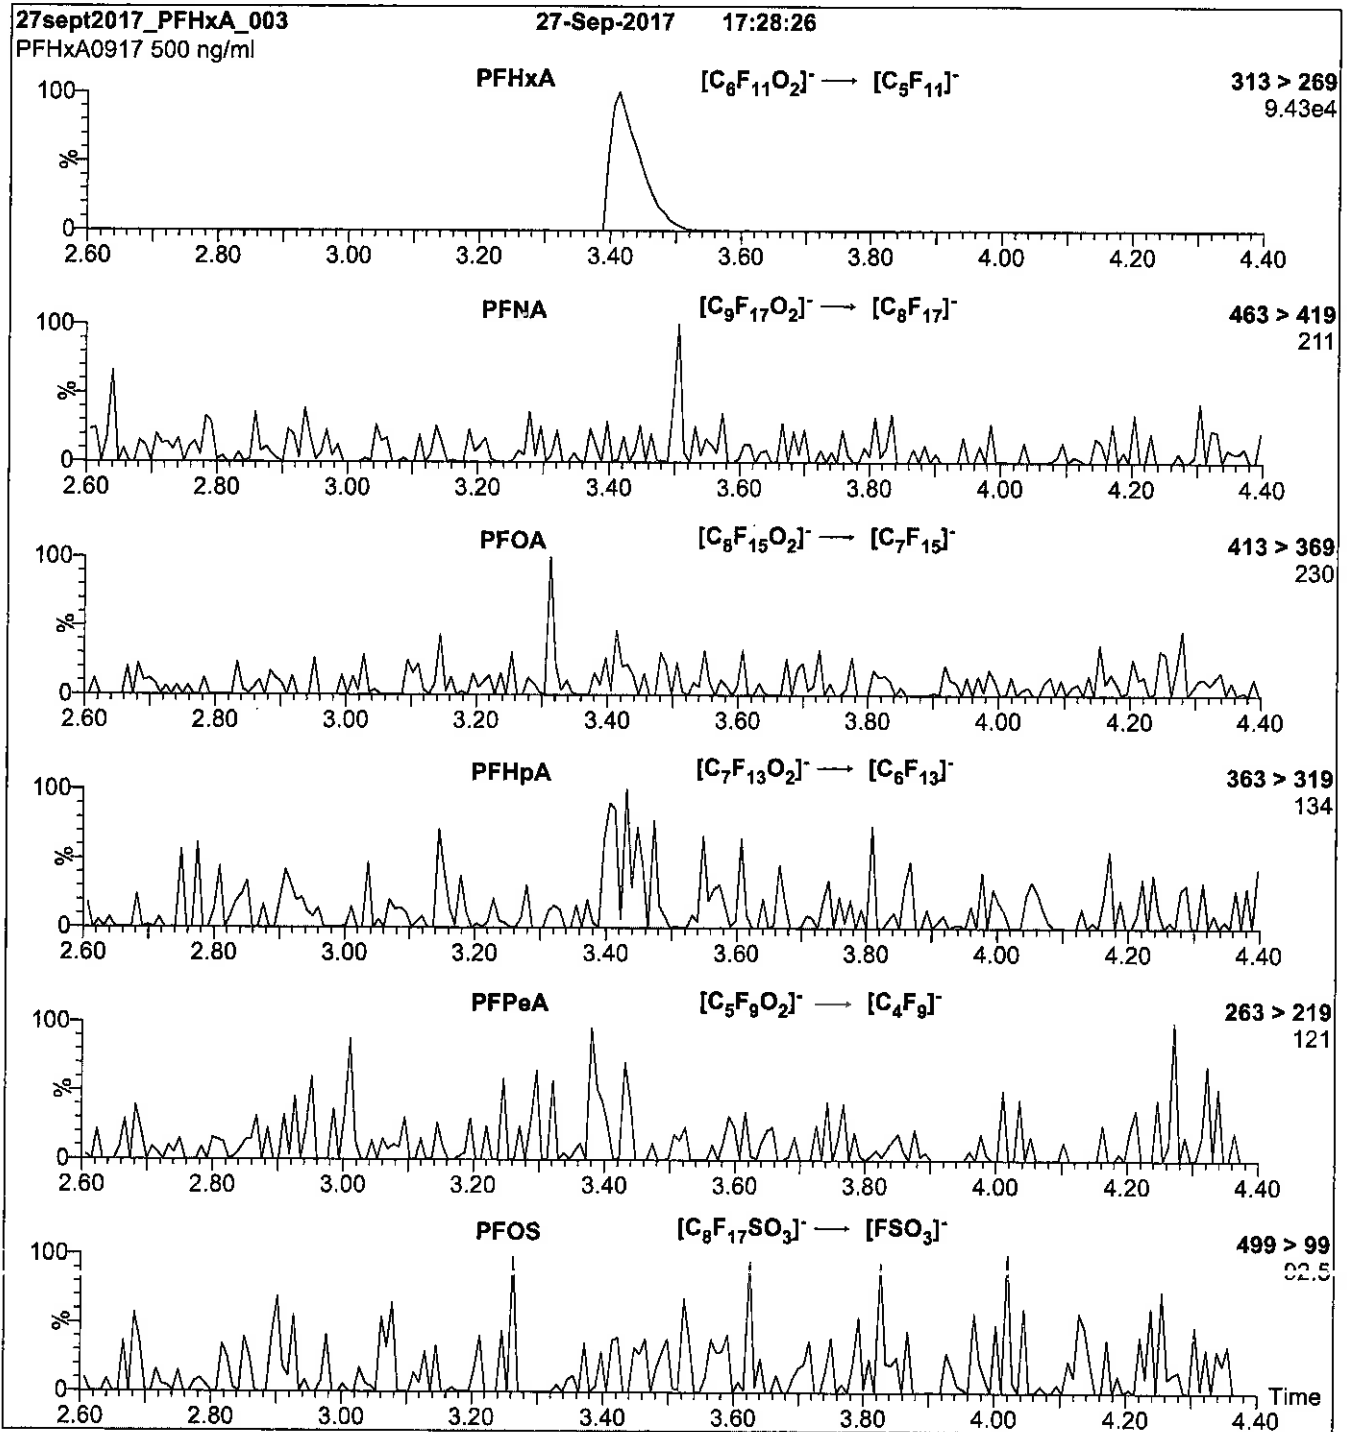 27sept2017_PFHxA_003 27-Sep-2017 17:28:26
PFHxA0917 500 ng/ml
PFHxA [C₆F₁₁O₂]⁻ → [C₅F₁₁]⁻ 313 > 269
9.43e4
100
%
0
2.60 2.80 3.00 3.20 3.40 3.60 3.80 4.00 4.20 4.40
PFNA [C₉F₁₇O₂]⁻ → [C₈F₁₇]⁻ 463 > 419
211
100
%
0
2.60 2.80 3.00 3.20 3.40 3.60 3.80 4.00 4.20 4.40
PFOA [C₈F₁₅O₂]⁻ → [C₇F₁₅]⁻ 413 > 369
230
100
%
0
2.60 2.80 3.00 3.20 3.40 3.60 3.80 4.00 4.20 4.40
PFHpA [C₇F₁₃O₂]⁻ → [C₆F₁₃]⁻ 363 > 319
134
100
%
0
2.60 2.80 3.00 3.20 3.40 3.60 3.80 4.00 4.20 4.40
PFPeA [C₅F₉O₂]⁻ → [C₄F₉]⁻ 263 > 219
121
100
%
0
2.60 2.80 3.00 3.20 3.40 3.60 3.80 4.00 4.20 4.40
PFOS [C₈F₁₇SO₃]⁻ → [FSO₃]⁻ 499 > 99
100
%
0
Time
2.60 2.80 3.00 3.20 3.40 3.60 3.80 4.00 4.20 4.40